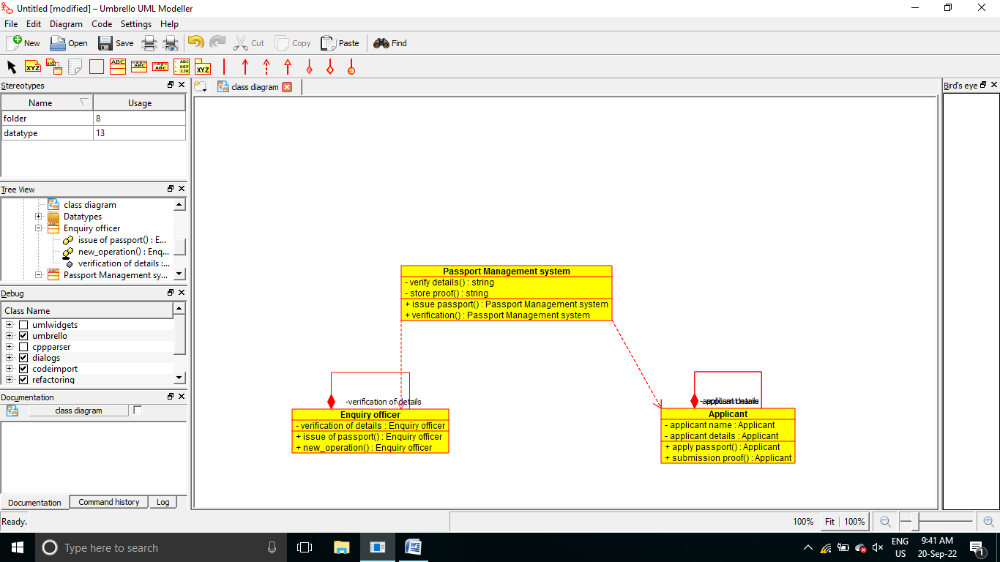 Untitled [modified] – Umbrello UML Modeller
File Edit Diagram Code Settings Help
New Open Save Cut Copy Paste Find
Stereotypes
Name Usage
folder 8
datatype 13
Tree View
class diagram
Datatypes
Enquiry officer
issue of passport() : E...
new_operation() : Enq...
verification of details :...
Passport Management sy...
Debug
Class Name
umlwidgets
umbrello
cppparser
dialogs
codeimport
refactoring
Documentation
class diagram
Documentation Command history Log
Ready.
class diagram
Passport Management system
- verify details() : string
- store proof() : string
+ issue passport() : Passport Management system
+ verification() : Passport Management system
-verification of details
Enquiry officer
- verification of details : Enquiry officer
+ issue of passport() : Enquiry officer
+ new_operation() : Enquiry officer
Applicant
- applicant name : Applicant
- applicant details : Applicant
+ apply passport() : Applicant
+ submission proof() : Applicant
Bird's eye
100% Fit 100%
Type here to search
ENG
US
9:41 AM
20-Sep-22
1